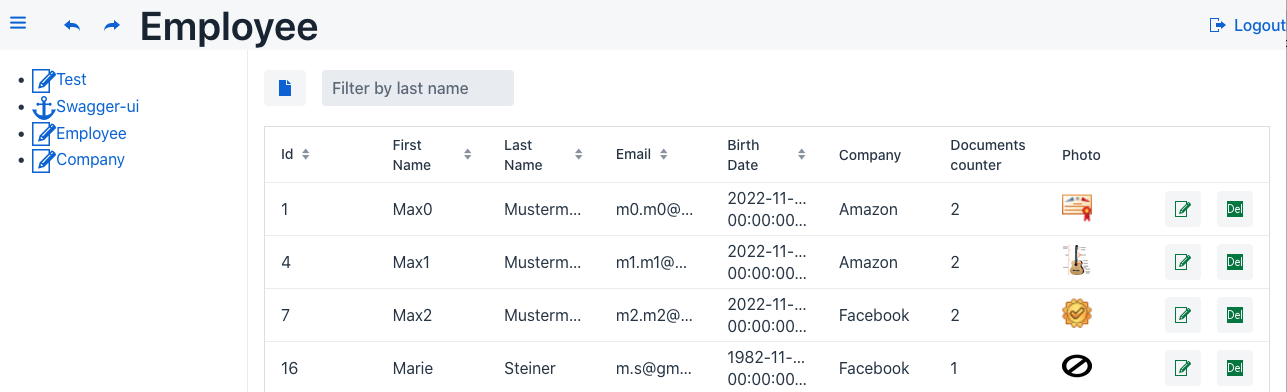 Employee
Logout
Test
Swagger-ui
Employee
Company
Filter by last name
Id First Name Last Name Email Birth Date Company Documents counter Photo
1 Max0 Musterm... m0.m0@... 2022-11-... 00:00:00... Amazon 2 Del
4 Max1 Musterm... m1.m1@... 2022-11-... 00:00:00... Amazon 2 Del
7 Max2 Musterm... m2.m2@... 2022-11-... 00:00:00... Facebook 2 Del
16 Marie Steiner m.s@gm... 1982-11-... 00:00:00... Facebook 1 Del